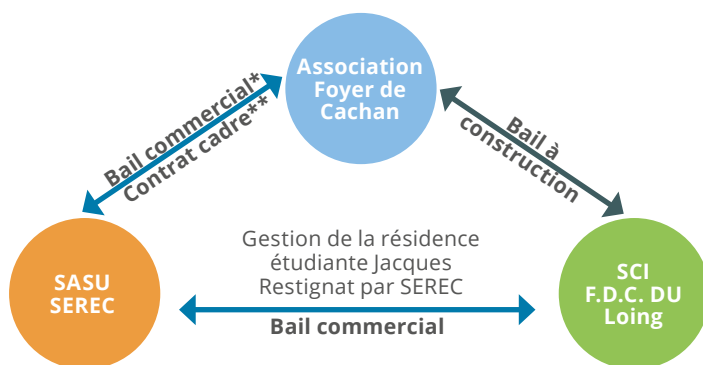 Association
Foyer de
Cachan
Bail commercial*
Contrat cadre**
Bail à
construction
Gestion de la résidence
étudiante Jacques
Restignat par SEREC
Bail commercial
SASU
SEREC
SCI
F.D.C. DU
Loing